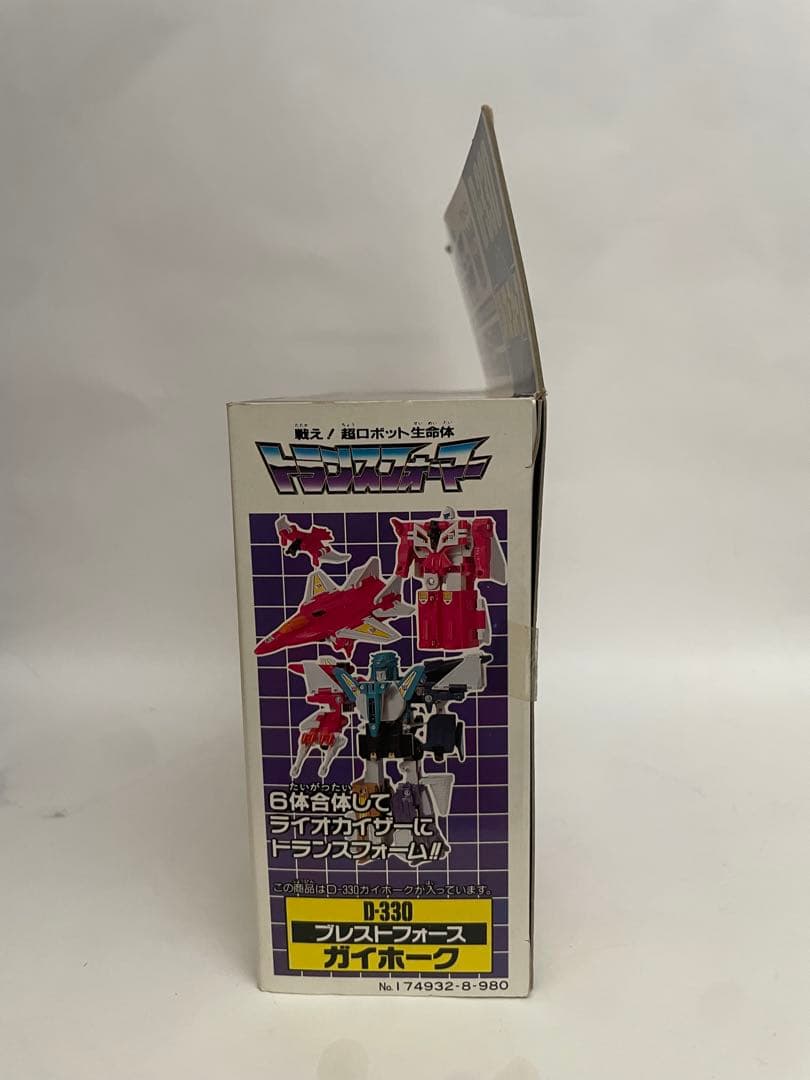 戦え！超ロボット生命体
トランスフォーマー
6体合体して
ライオカイザーに
トランスフォーム!!
この商品はD-330ガイホークが入っています。
D-330
ブレストフォース
ガイホーク
No.174932-8-980